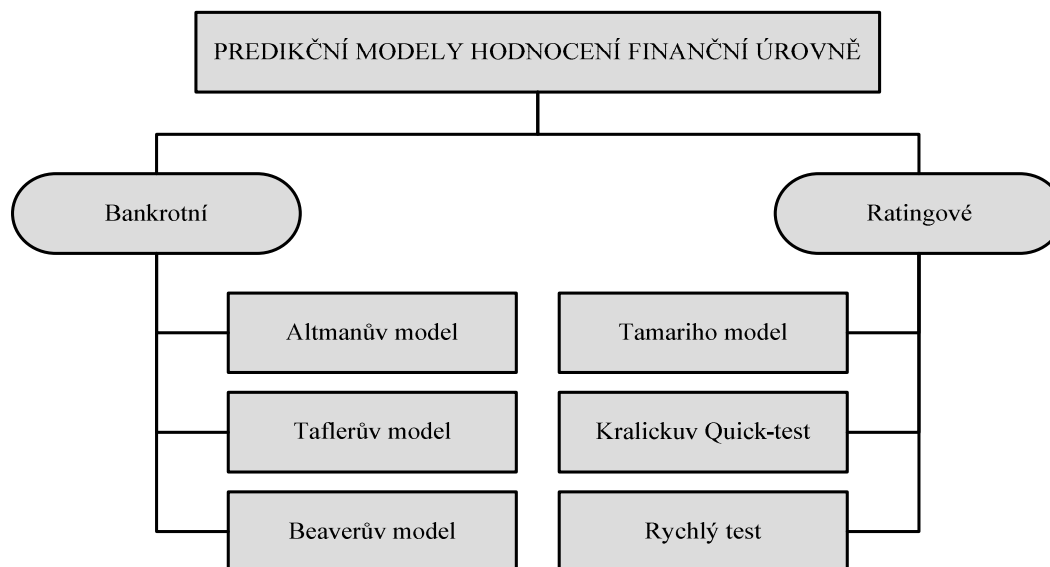 PREDIKČNÍ MODELY HODNOCENÍ FINANČNÍ ÚROVNĚ
Bankrotní
Ratingové
Altmanův model
Tamariho model
Taflerův model
Kralickuv Quick-test
Beaverův model
Rychlý test